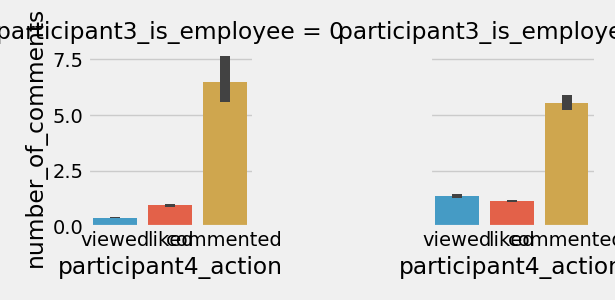 participant3_is_employee = 0
participant3_is_employe
number_of_comments
7.5
5.0
2.5
0.0
viewed liked commented
viewed liked commented
participant4_action
participant4_action